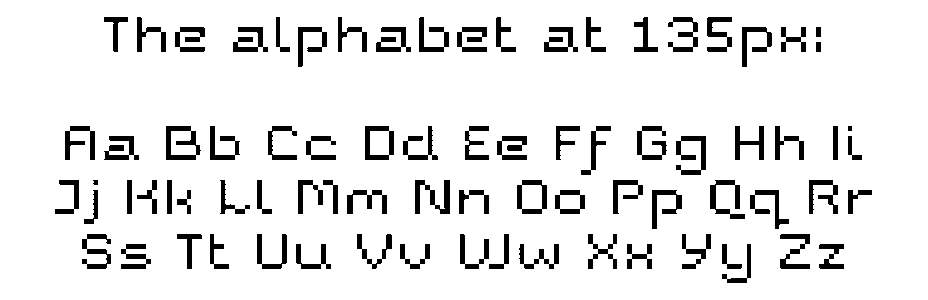 The alphabet at 135px:
Aa Bb Cc Dd Ee Ff Gg Hh Ii
Jj Kk Ll Mm Nn Oo Pp Qq Rr
Ss Tt Uu Vv Ww Xx Yy Zz